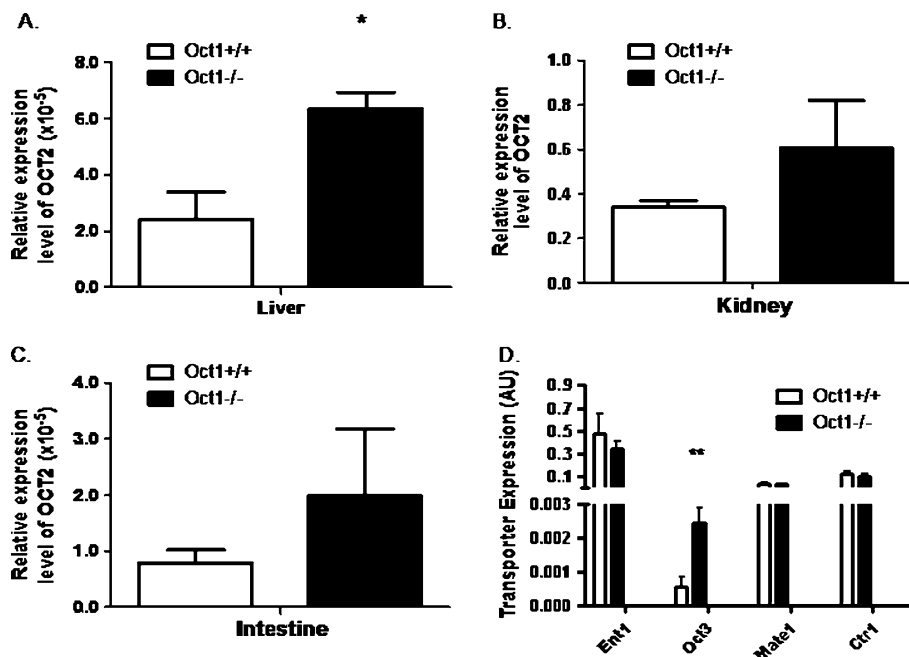 A.
*
Oct1+/+
Oct1-/-
Relative expression
level of OCT2 (x10-5)
8.0
6.0
4.0
2.0
0.0
Liver
B.
Oct1+/+
Oct1-/-
Relative expression
level of OCT2
1.0
0.8
0.6
0.4
0.2
0.0
Kidney
C.
Oct1+/+
Oct1-/-
Relative expression
level of OCT2 (x10-5)
4.0
3.0
2.0
1.0
0.0
Intestine
D.
Oct1+/+
Oct1-/-
**
Transporter Expression (AU)
0.9
0.7
0.5
0.3
0.1
0.003
0.002
0.001
0.000
Ent1
Oct3
Mate1
Ctr1